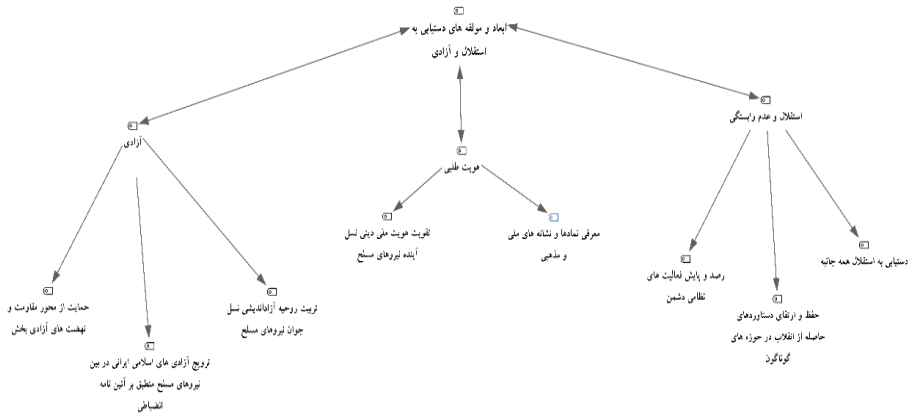 ابعاد و مولفه های دستیابی به
استقلال و آزادی
استقلال و عدم وابستگی
هویت طلبی
آزادی
دستیابی به استقلال همه جانبه
حفظ و ارتقای دستاوردهای
حاصله از انقلاب در حوزه های
گوناگون
رصد و پایش فعالیت های
نظامی دشمن
معرفی نمادها و نشانه های ملی
و مذهبی
تقویت هویت ملی دینی نسل
آینده نیروهای مسلح
تربیت روحیه آزاداندیشی نسل
جوان نیروهای مسلح
ترویج آزادی های اسلامی ایرانی در بین
نیروهای مسلح منطبق بر آئین نامه
انضباطی
حمایت از محور مقاومت و
نهضت های آزادی بخش